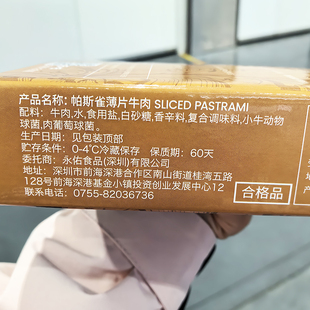 产品名称: 帕斯雀薄片牛肉 SLICED PASTRAMI
配料: 牛肉,水,食用盐,白砂糖,香辛料,复合调味料,小牛动物
球菌,肉葡萄球菌。
生产日期: 见包装顶部
贮存条件: 0-4℃冷藏保存 保质期: 60天
委托商: 永佑食品(深圳)有限公司
地址: 深圳市前海深港合作区南山街道桂湾五路
128号前海深港基金小镇投资创业发展中心12
联系电话: 0755-82036736
合格品